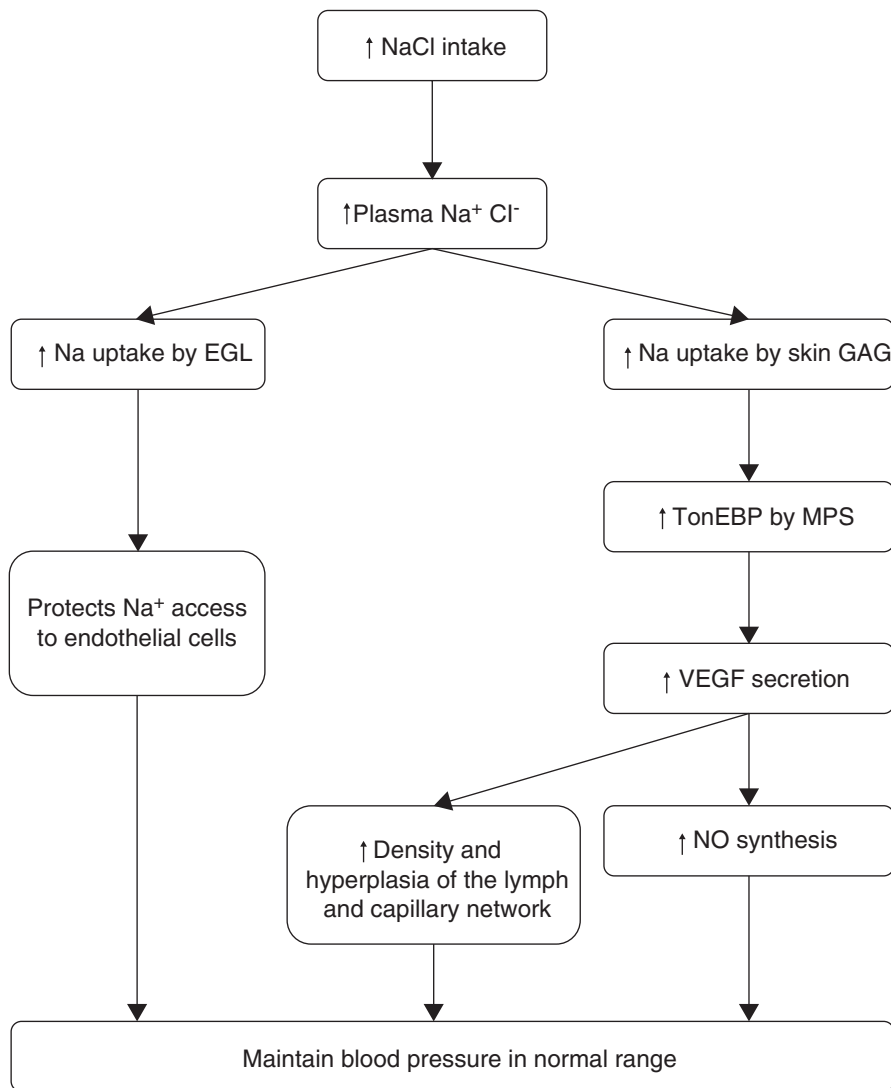 ↑ NaCl intake
↑Plasma Na⁺ Cl⁻
↑ Na uptake by EGL
↑ Na uptake by skin GAG
↑ TonEBP by MPS
Protects Na⁺ access
to endothelial cells
↑ VEGF secretion
↑ Density and
hyperplasia of the lymph
and capillary network
↑ NO synthesis
Maintain blood pressure in normal range